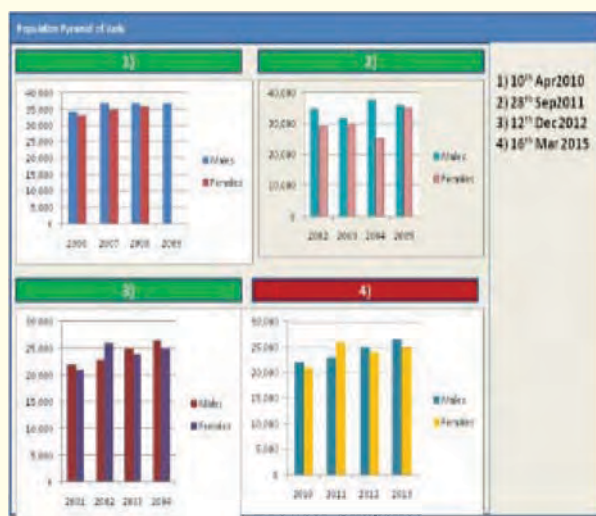 Population Pyramid of
1)
40,000
35,000
30,000
25,000
20,000
15,000
10,000
5,000
Males
Females
2006 2007 2008 2009
2)
40,000
30,000
20,000
10,000
Males
Females
2002 2003 2004 2005
1) 10th Apr2010
2) 28th Sep2011
3) 12th Dec2012
4) 16th Mar2015
3)
30,000
25,000
20,000
15,000
10,000
5,000
Males
Females
2001 2002
4)
30,000
25,000
20,000
15,000
10,000
5,000
Males
Females
2010 2011 2012 2013